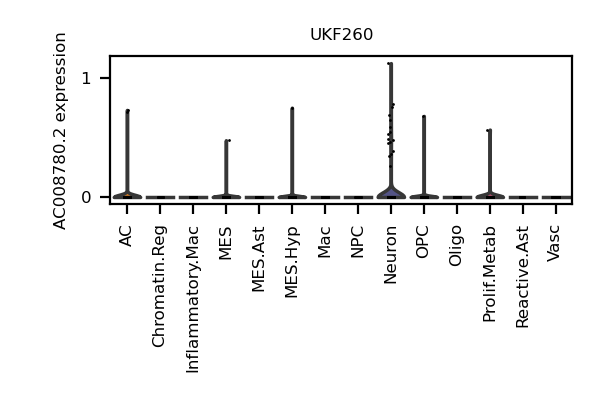 UKF260
AC008780.2 expression
1
0
AC
Chromatin.Reg
Inflammatory.Mac
MES
MES.Ast
MES.Hyp
Mac
NPC
Neuron
OPC
Oligo
Prolif.Metab
Reactive.Ast
Vasc